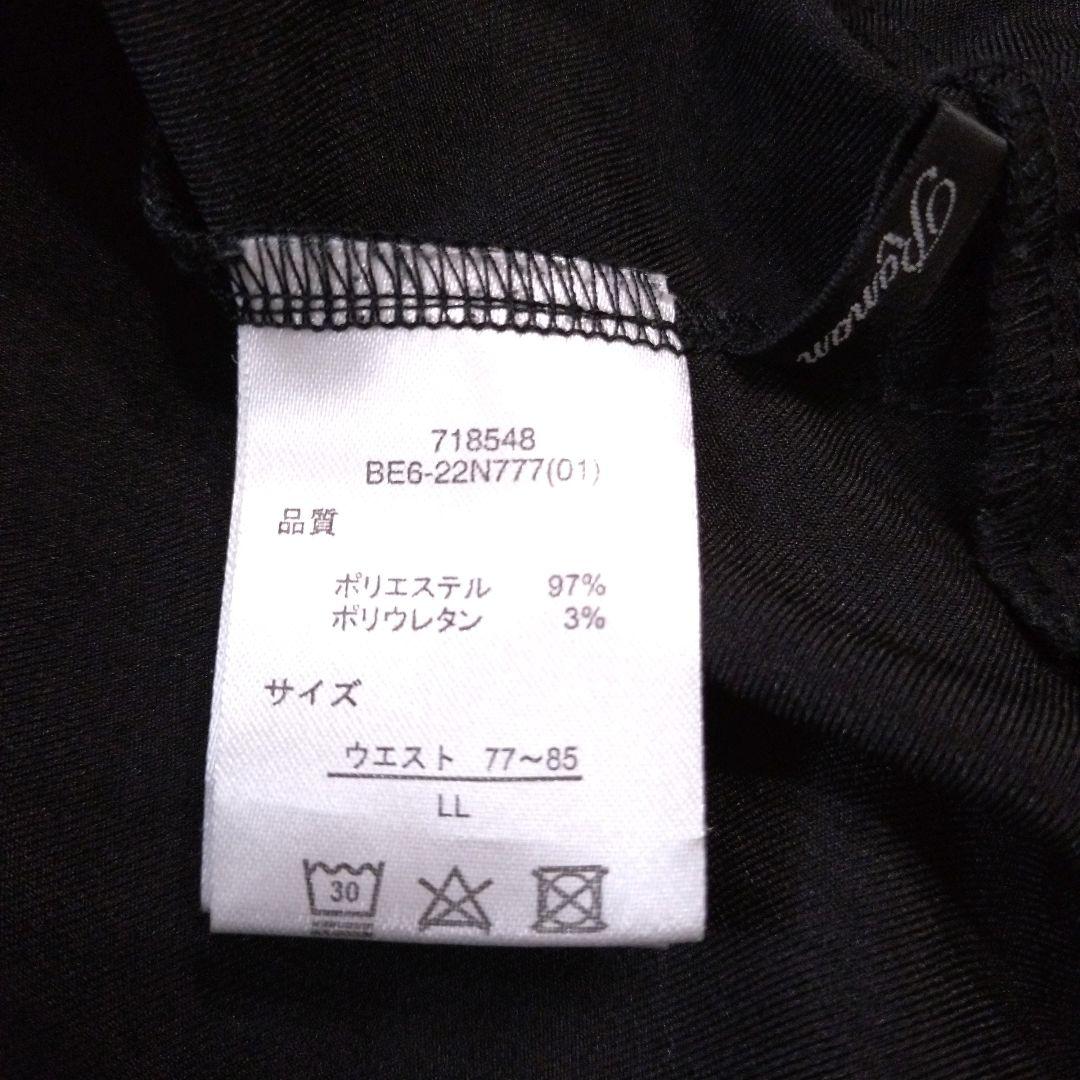 718548
BE6-22N777(01)
品質
ポリエステル 97%
ポリウレタン 3%
サイズ
ウエスト 77〜85
LL
30